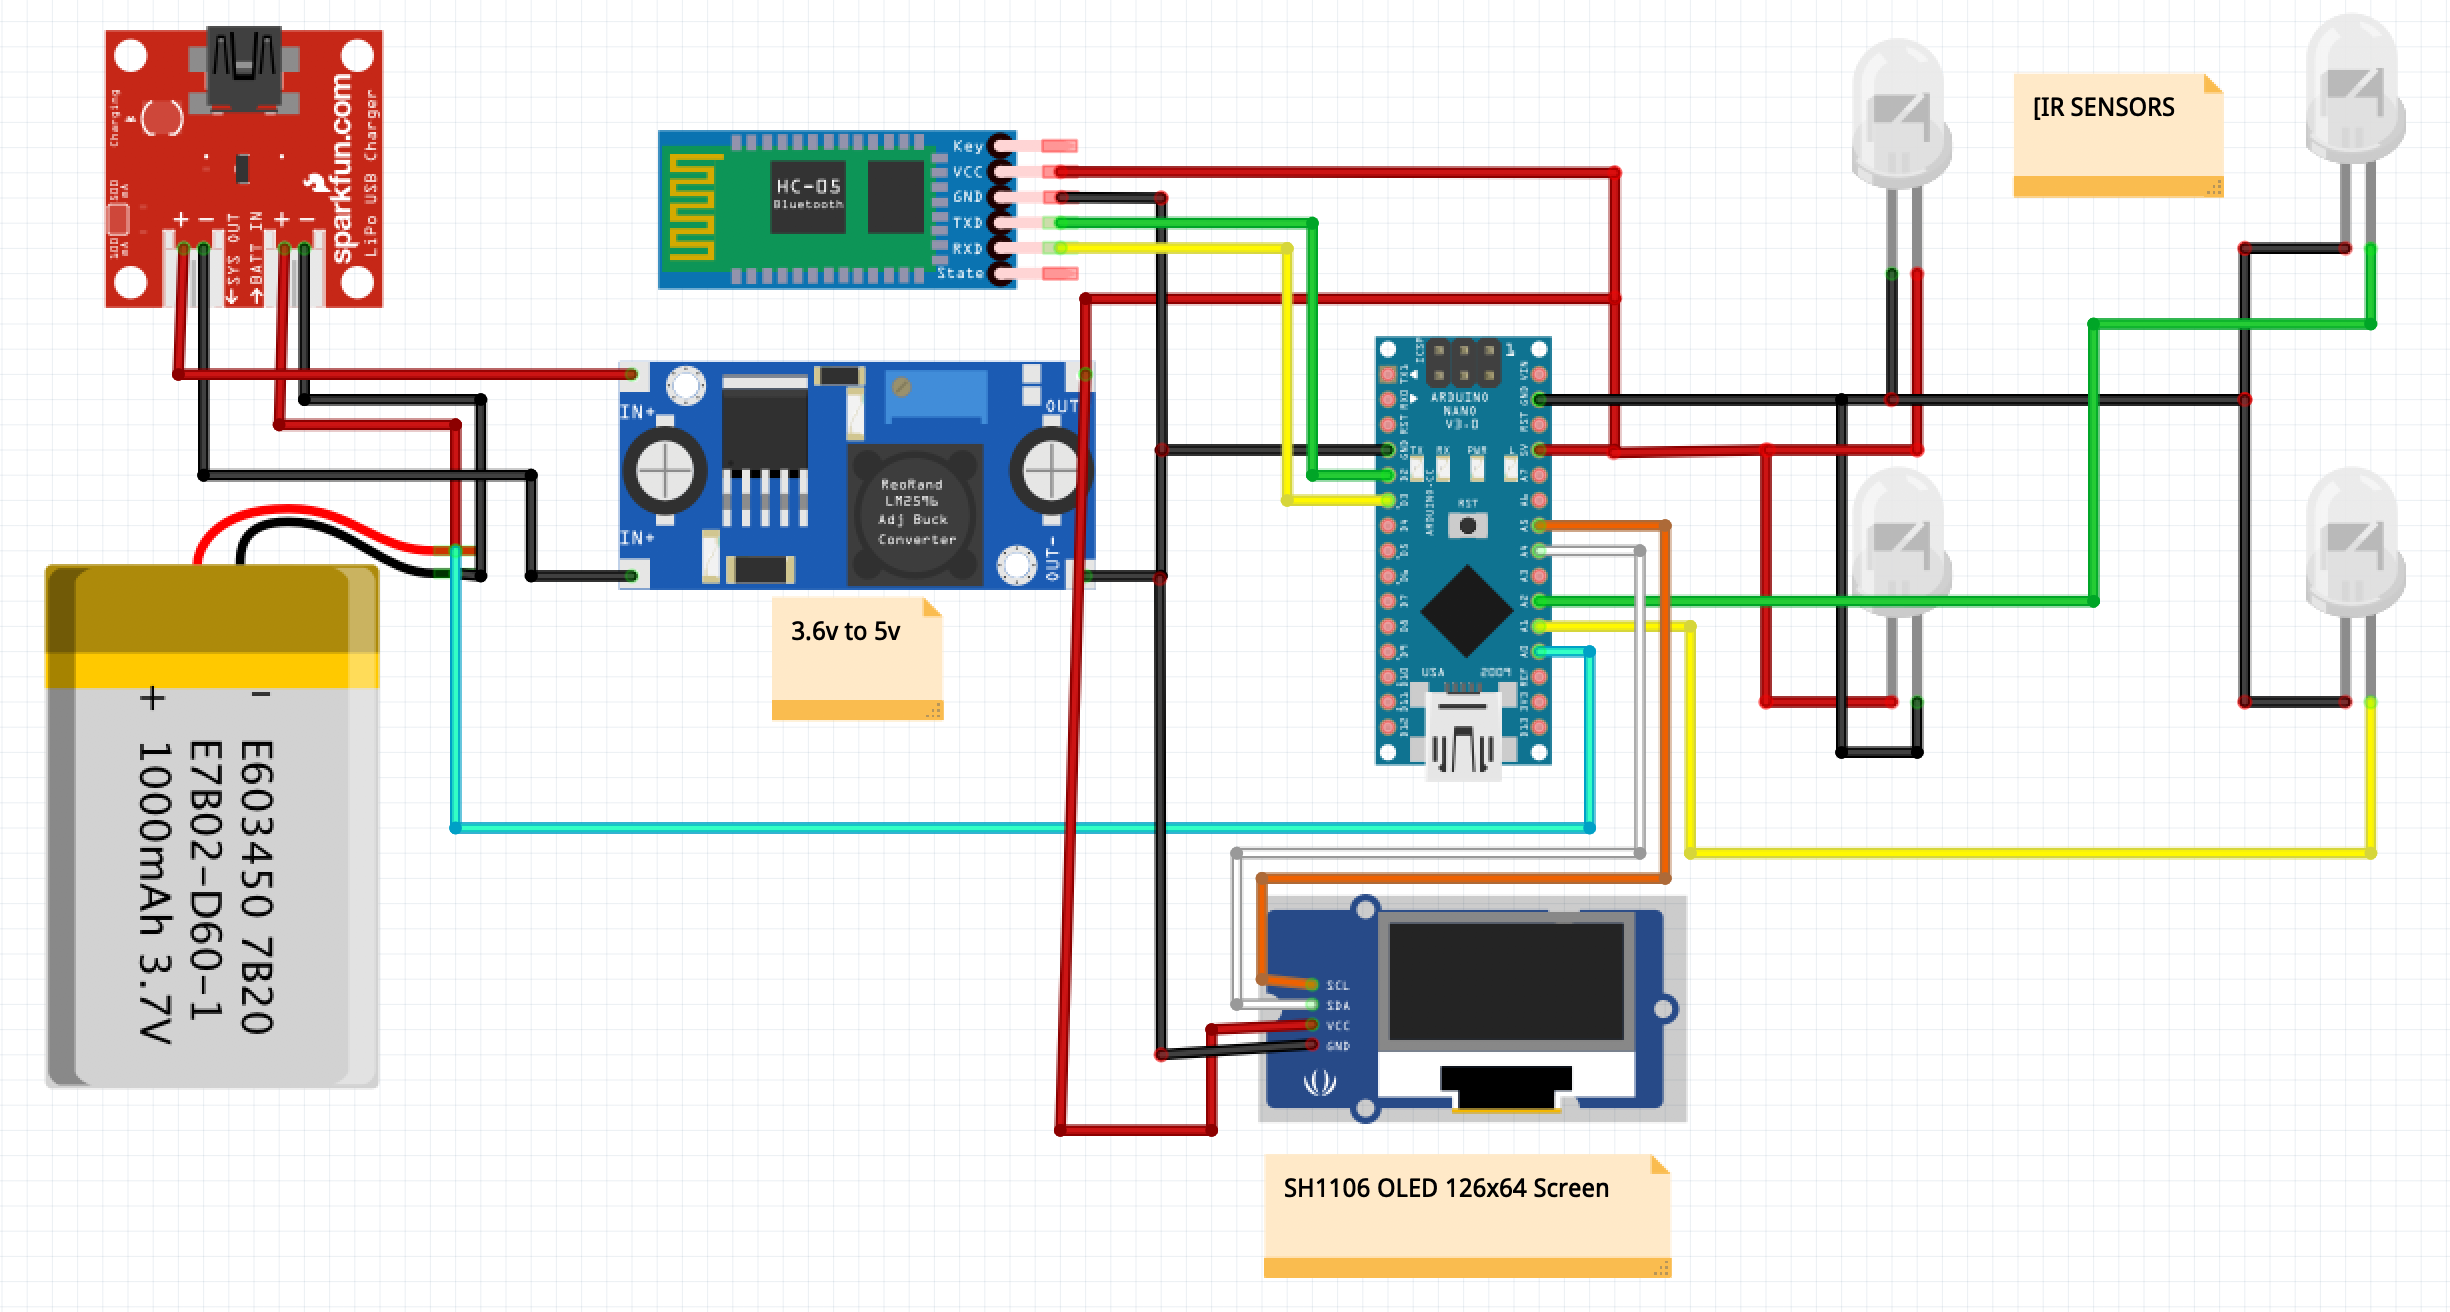 Charging
sparkfun.com
LiPo USB Charger
500
mA
100
mA
+ -
SYS OUT
BATT IN
+ -
HC-05
Bluetooth
Key
VCC
GND
TXD
RXD
State
[IR SENSORS
IN+
IN+
OUT
OUT-
ReoRand
LM2596
Adj Buck
Converter
3.6v to 5v
ICSP
1
ARDUINO
NANO
V3.0
TX1
RX0
RST
GND
D2
D3
D4
D5
D6
D7
D8
D9
D10
D11
D12
VIN
GND
RST
5V
A7
A6
A5
A4
A3
A2
A1
A0
REF
3V3
D13
TX
RX
PWR
L
RST
ARDUINO.CC
USA
2009
+ -
E603450 7B20
E7B02-D60-1
1000mAh 3.7V
SCL
SDA
VCC
GND
SH1106 OLED 126x64 Screen